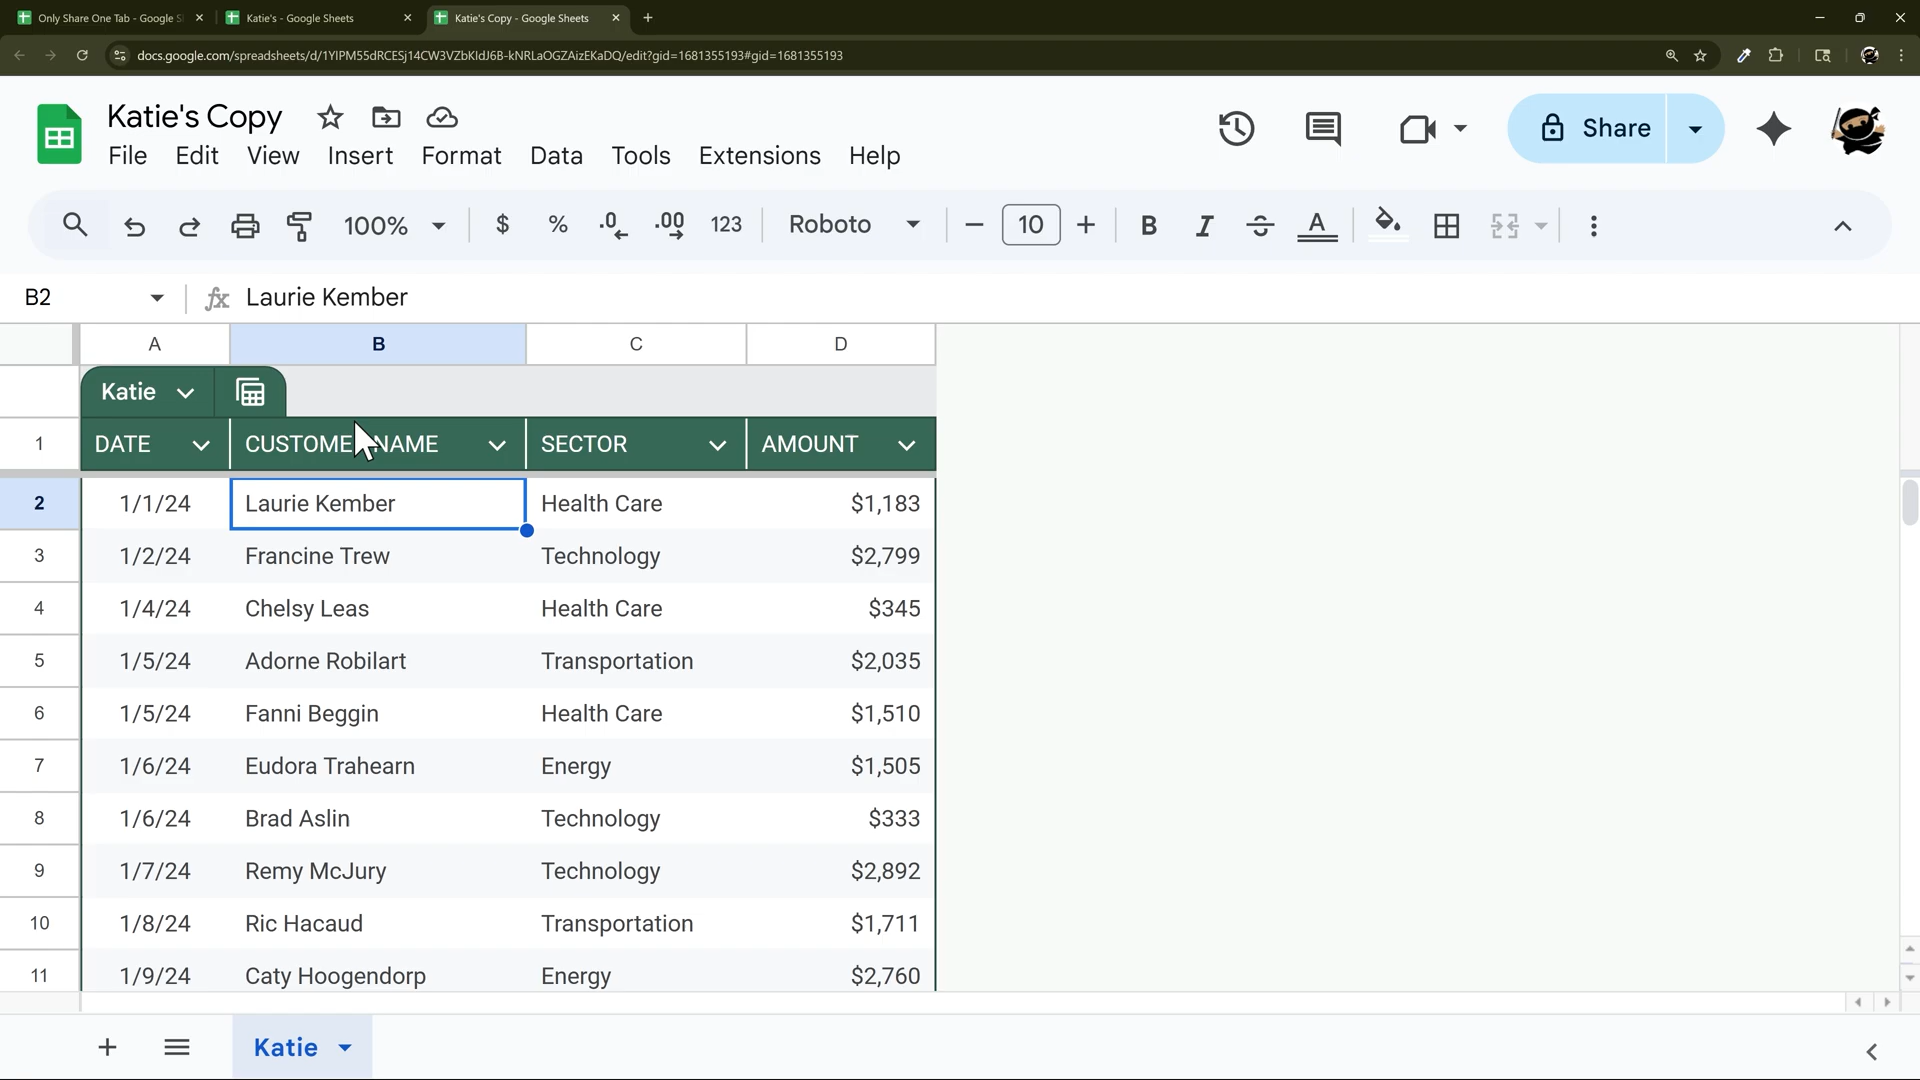 Only Share One Tab - Google S
Katie's - Google Sheets
Katie's Copy - Google Sheets
docs.google.com/spreadsheets/d/1YlPM55dRCESj14CW3VZbKldJ6B-kNRLaOGZAizEKaDQ/edit?gid=1681355193#gid=1681355193
Katie's Copy
File Edit View Insert Format Data Tools Extensions Help
Share
100% $ % .0 .00 123 Roboto 10 B I S A
B2 fx Laurie Kember
A B C D
Katie
1 DATE CUSTOME NAME SECTOR AMOUNT
2 1/1/24 Laurie Kember Health Care $1,183
3 1/2/24 Francine Trew Technology $2,799
4 1/4/24 Chelsy Leas Health Care $345
5 1/5/24 Adorne Robilart Transportation $2,035
6 1/5/24 Fanni Beggin Health Care $1,510
7 1/6/24 Eudora Trahearn Energy $1,505
8 1/6/24 Brad Aslin Technology $333
9 1/7/24 Remy McJury Technology $2,892
10 1/8/24 Ric Hacaud Transportation $1,711
11 1/9/24 Caty Hoogendorp Energy $2,760
Katie